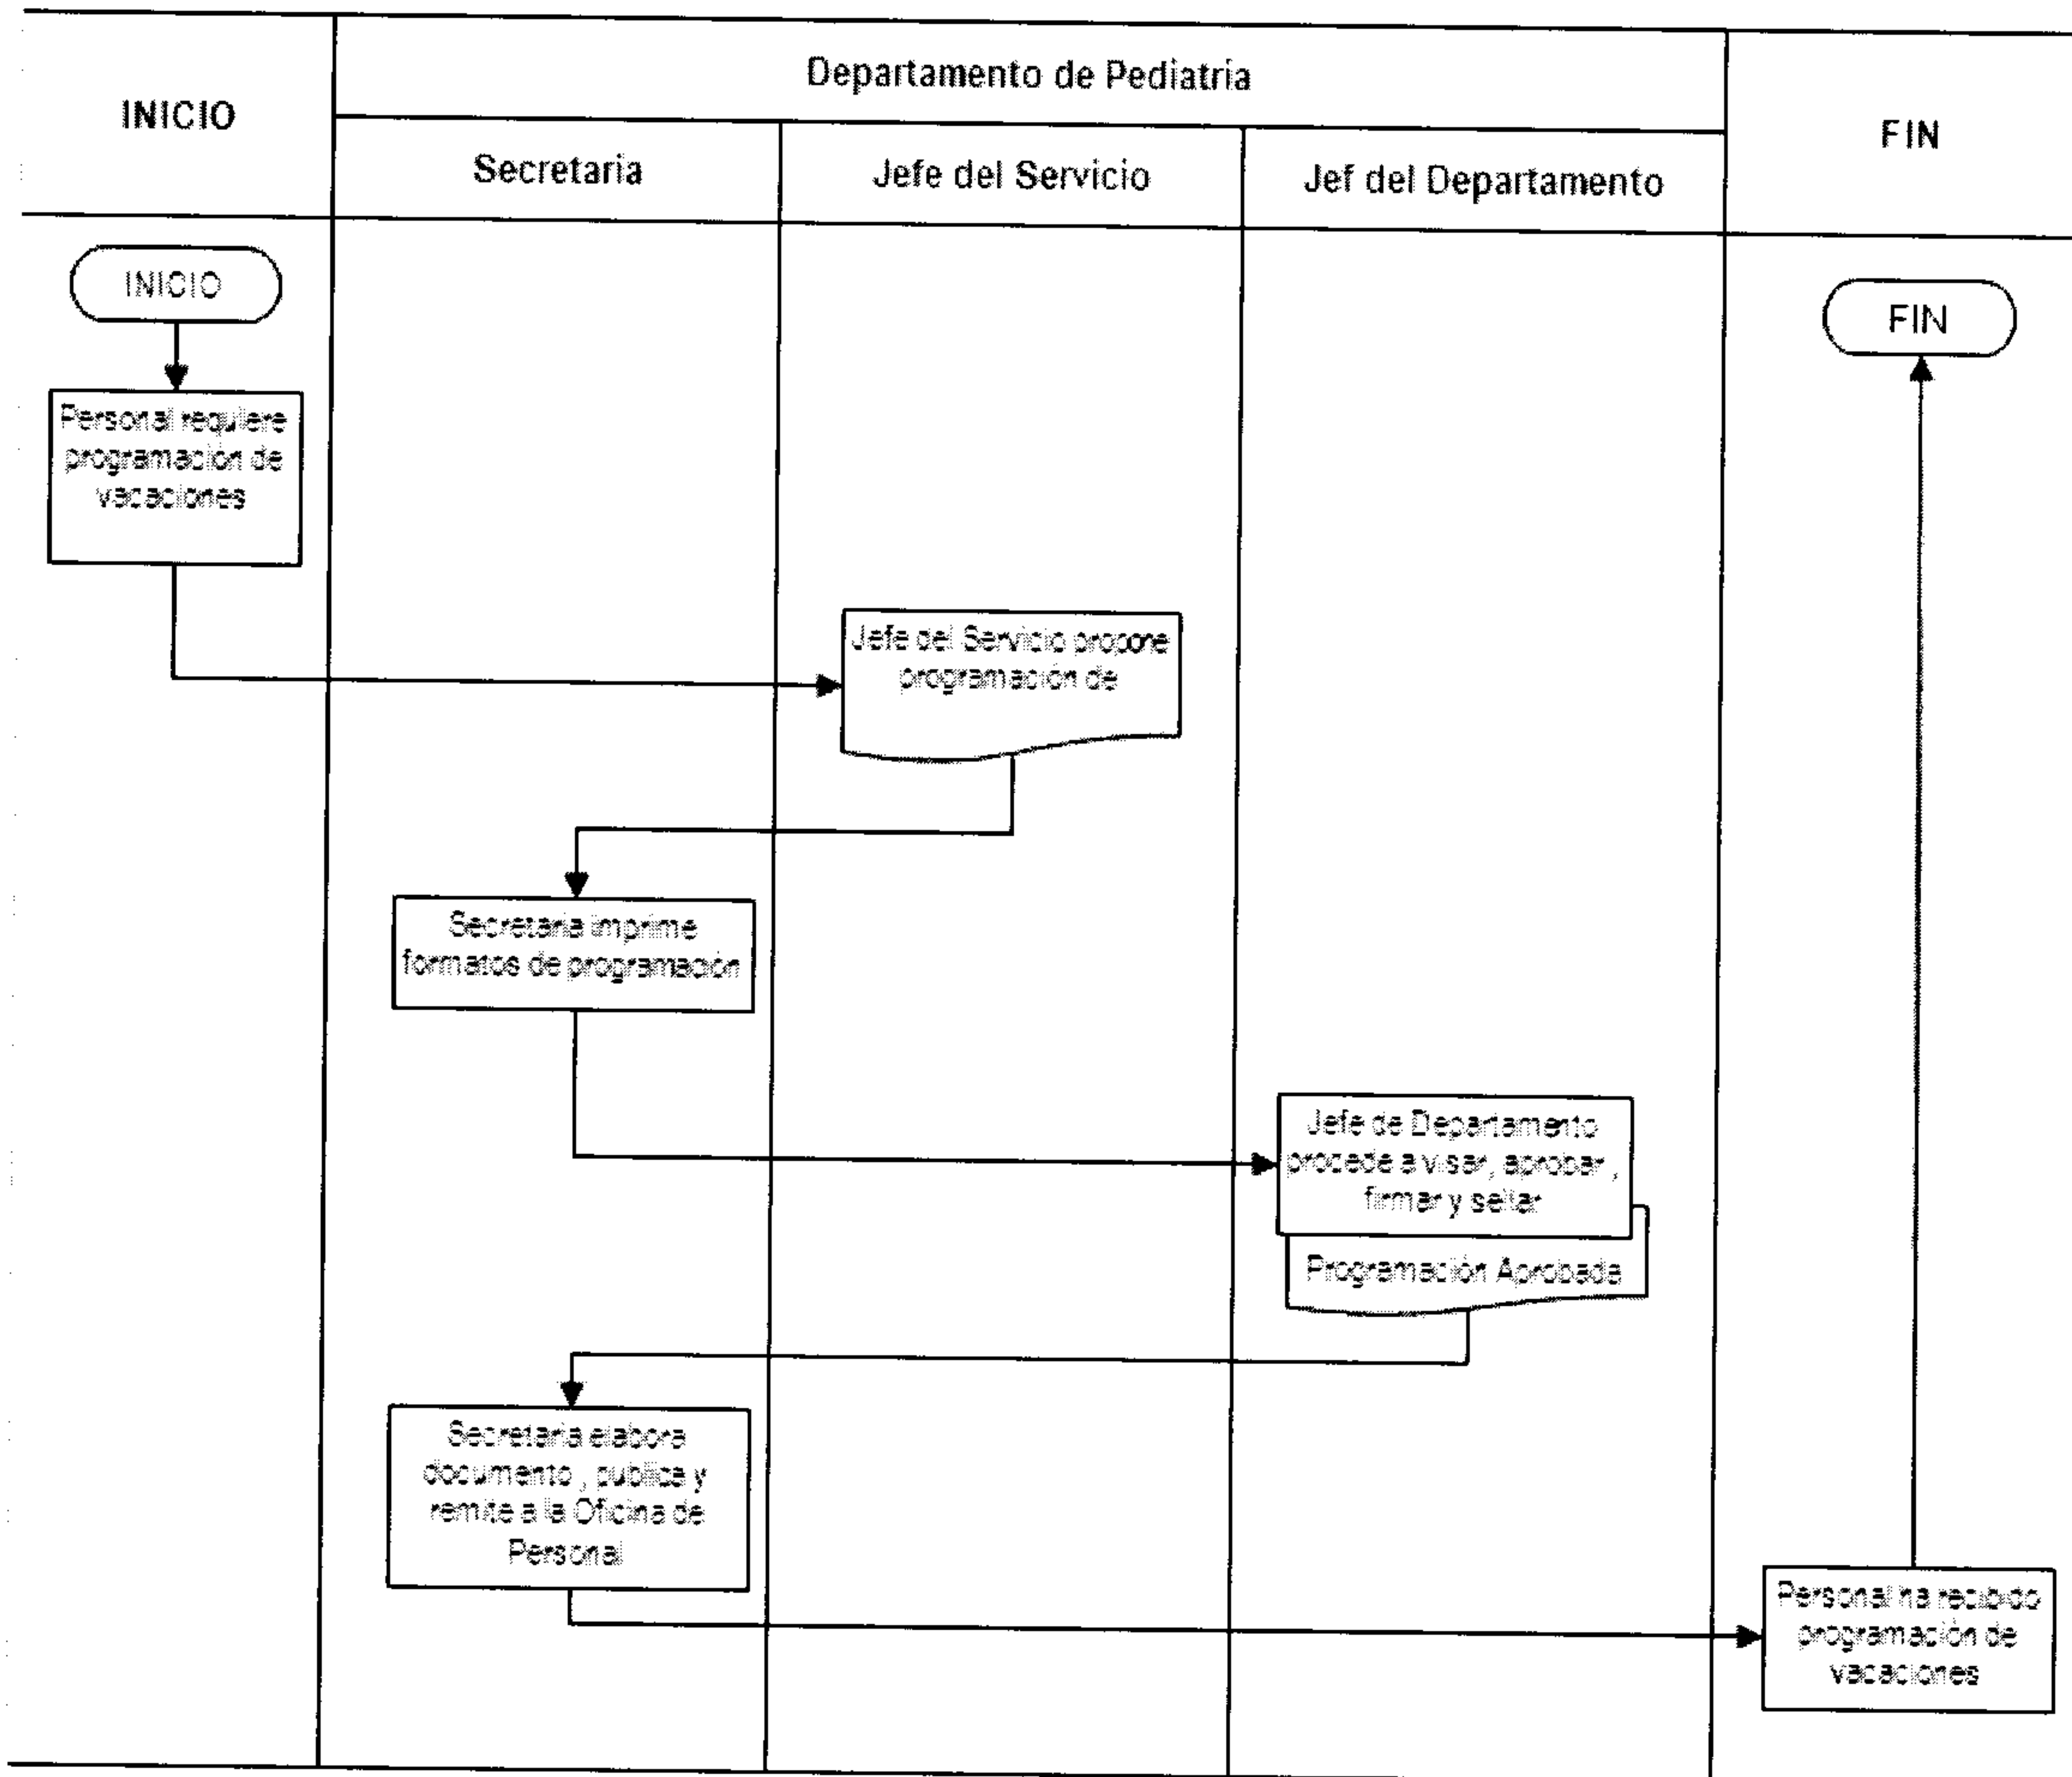 INICIO
Departamento de Pediatria
FIN
Secretaria
Jefe del Servicio
Jef del Departamento
INICIO
FIN
Personal requiere
programación de
vacaciones
Jefe del Servicio propone
programación de
Secretaria imprime
formatos de programación
Jefe de Departamento
procede a visar, aprobar ,
firmar y sellar
Programación Aprobada
Secretaria elabora
documento , publica y
remite a la Oficina de
Personal
Personal ha recibido
programación de
vacaciones